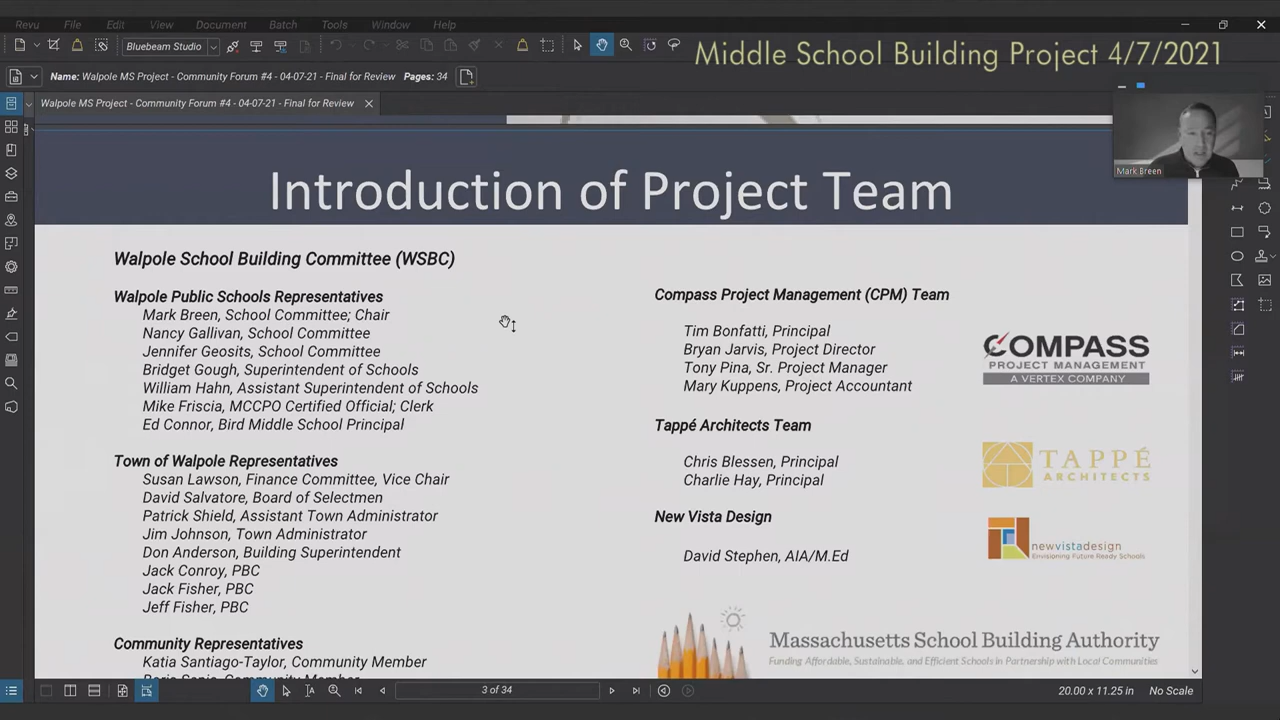 Revu File Edit View Document Batch Tools Window Help
Bluebeam Studio
Middle School Building Project 4/7/2021
Name: Walpole MS Project - Community Forum #4 - 04-07-21 - Final for Review Pages: 34
Walpole MS Project - Community Forum #4 - 04-07-21 - Final for Review
Mark Breen
Introduction of Project Team
Walpole School Building Committee (WSBC)
Walpole Public Schools Representatives
Mark Breen, School Committee; Chair
Nancy Gallivan, School Committee
Jennifer Geosits, School Committee
Bridget Gough, Superintendent of Schools
William Hahn, Assistant Superintendent of Schools
Mike Friscia, MCCPO Certified Official; Clerk
Ed Connor, Bird Middle School Principal
Town of Walpole Representatives
Susan Lawson, Finance Committee, Vice Chair
David Salvatore, Board of Selectmen
Patrick Shield, Assistant Town Administrator
Jim Johnson, Town Administrator
Don Anderson, Building Superintendent
Jack Conroy, PBC
Jack Fisher, PBC
Jeff Fisher, PBC
Community Representatives
Katia Santiago-Taylor, Community Member
Compass Project Management (CPM) Team
Tim Bonfatti, Principal
Bryan Jarvis, Project Director
Tony Pina, Sr. Project Manager
Mary Kuppens, Project Accountant
COMPASS
PROJECT MANAGEMENT
A VERTEX COMPANY
Tappé Architects Team
Chris Blessen, Principal
Charlie Hay, Principal
TAPPÉ
ARCHITECTS
New Vista Design
David Stephen, AIA/M.Ed
newvistadesign
Envisioning Future Ready Schools
Massachusetts School Building Authority
Funding Affordable, Sustainable, and Efficient Schools in Partnership with Local Communities
3 of 34
20.00 x 11.25 in No Scale